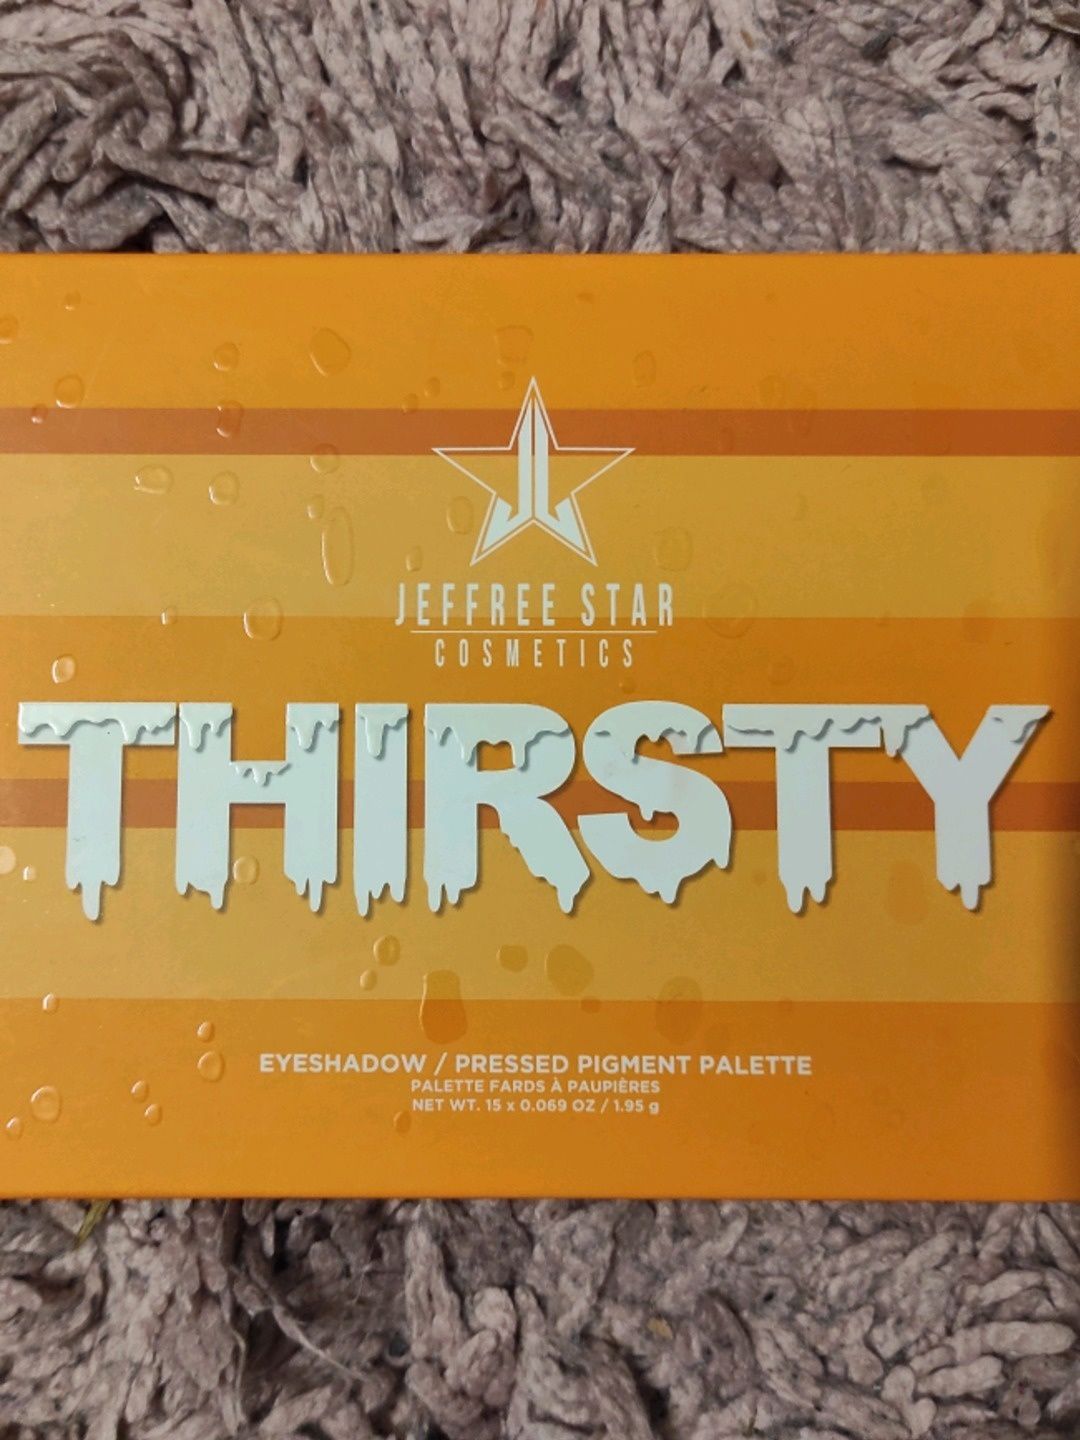 JEFFREE STAR
COSMETICS
THIRSTY
EYESHADOW / PRESSED PIGMENT PALETTE
PALETTE FARDS À PAUPIÈRES
NET WT. 15 x 0.069 OZ / 1.95 g